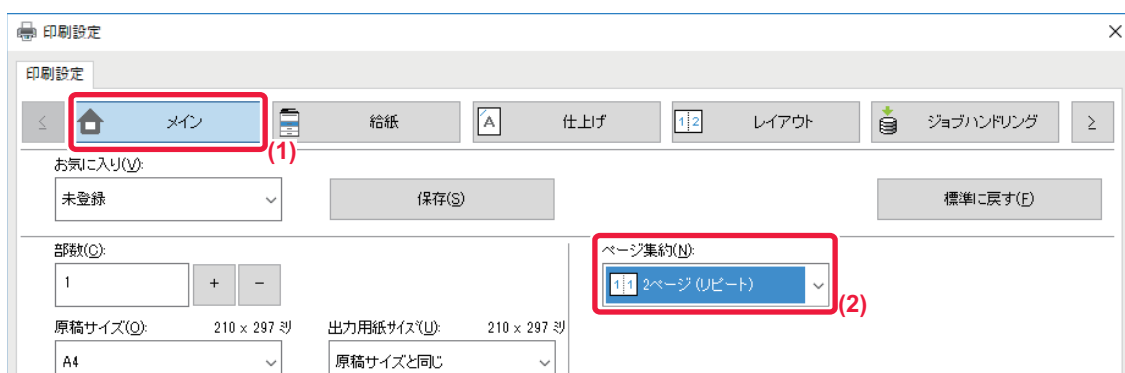 印刷設定
印刷設定
メイン
給紙
仕上げ
レイアウト
ジョブハンドリング
(1)
お気に入り(V):
未登録
保存(S)
標準に戻す(F)
部数(C):
1
+
-
ページ集約(N):
1 1 2ページ (リピート)
(2)
原稿サイズ(O): 210 x 297 ミリ
出力用紙サイズ(U): 210 x 297 ミリ
A4
原稿サイズと同じ